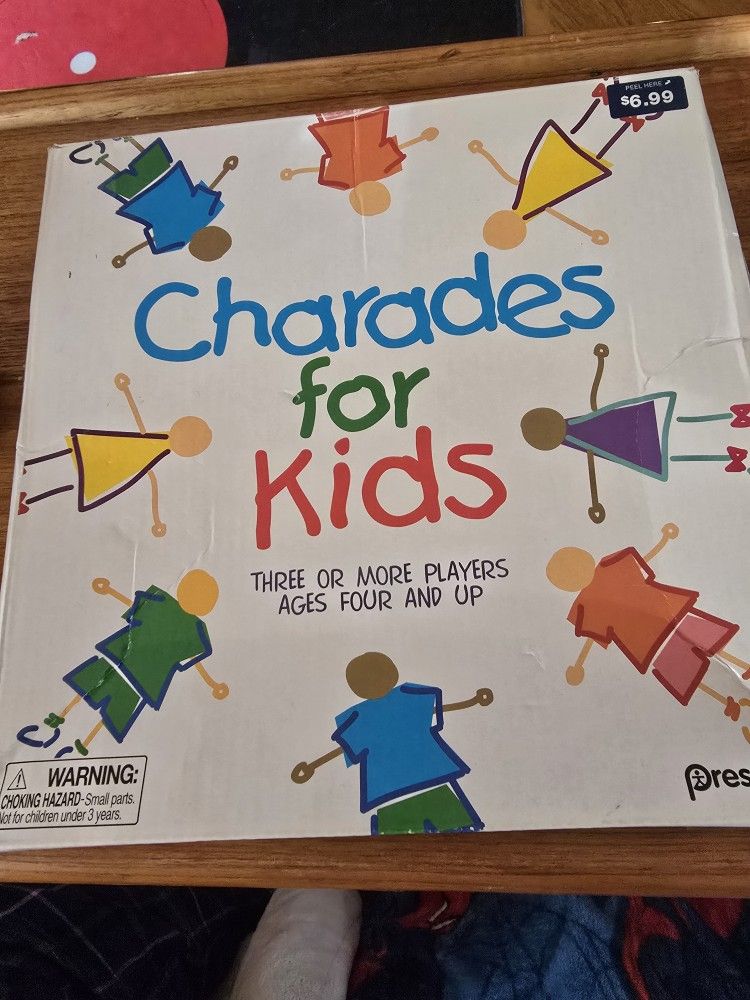 PEEL HERE
$6.99
Charades
for
Kids
THREE OR MORE PLAYERS
AGES FOUR AND UP
WARNING:
CHOKING HAZARD-Small parts.
Not for children under 3 years.
pres